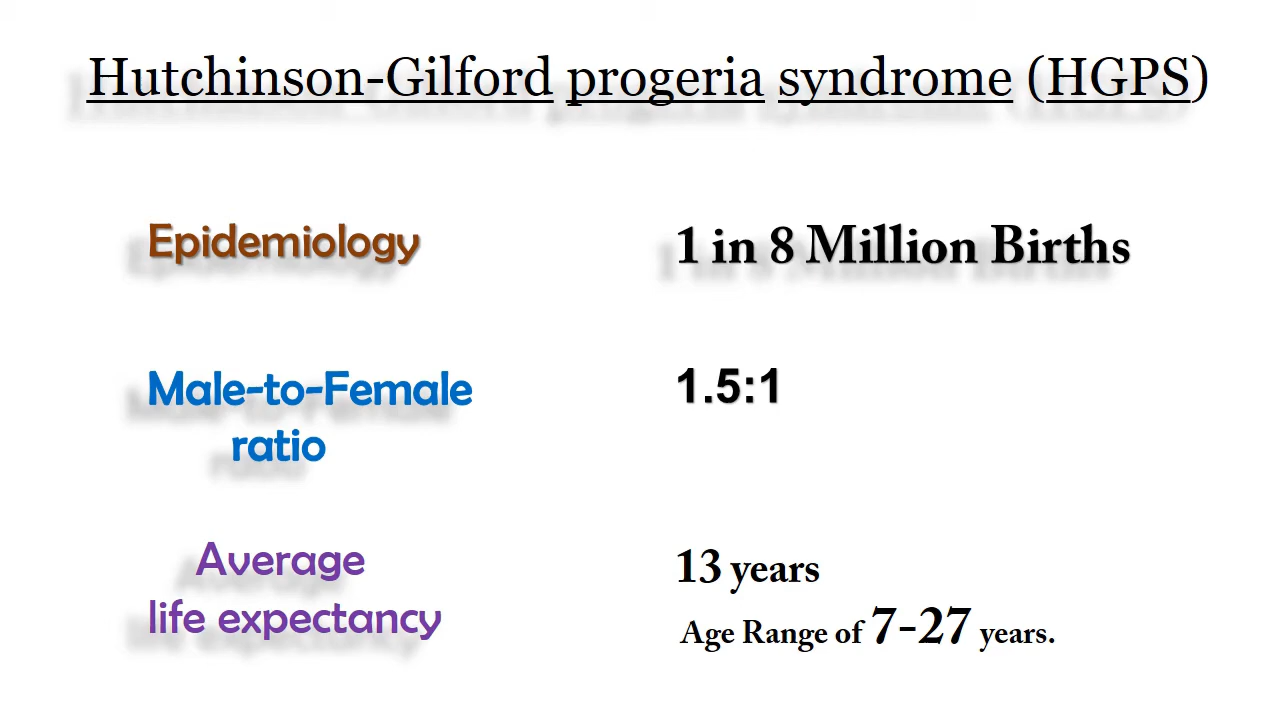 Hutchinson-Gilford progeria syndrome (HGPS)
Epidemiology
1 in 8 Million Births
Male-to-Female
ratio
1.5:1
Average
life expectancy
13 years
Age Range of 7-27 years.